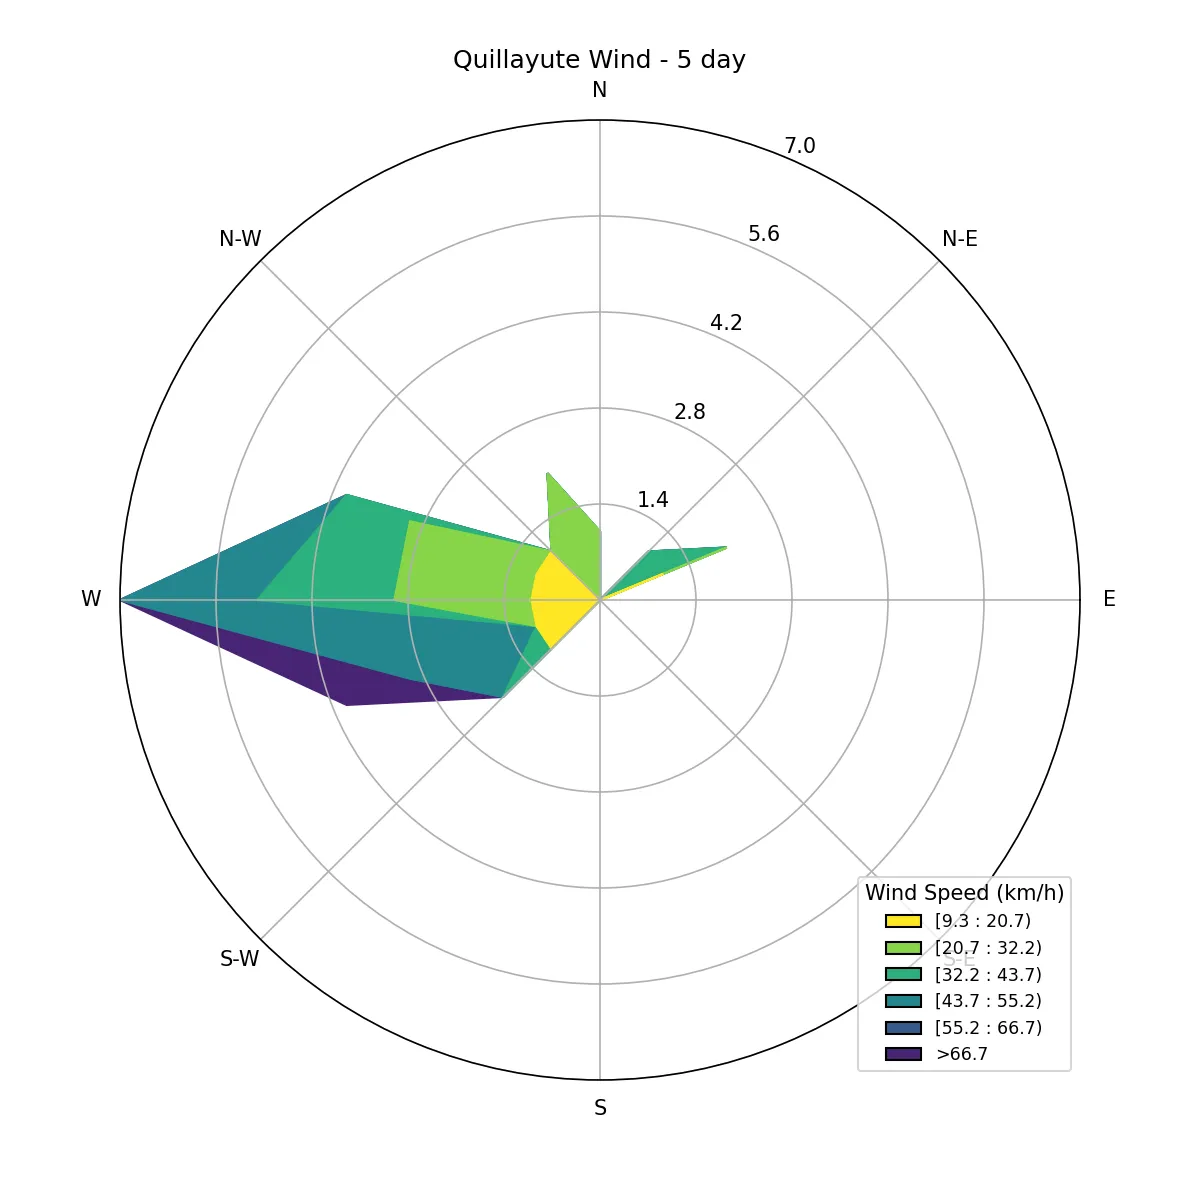 Quillayute Wind - 5 day
N
7.0
N-W
5.6
N-E
4.2
2.8
1.4
W
E
S-W
S-E
S
Wind Speed (km/h)
[9.3 : 20.7)
[20.7 : 32.2)
[32.2 : 43.7)
[43.7 : 55.2)
[55.2 : 66.7)
>66.7